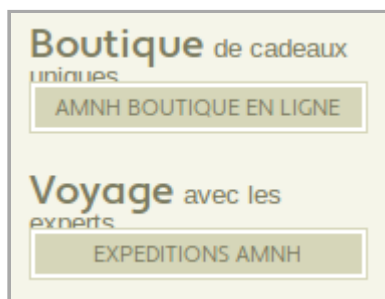 Boutique de cadeaux
uniques
AMNH BOUTIQUE EN LIGNE
Voyage avec les
experts
EXPEDITIONS AMNH